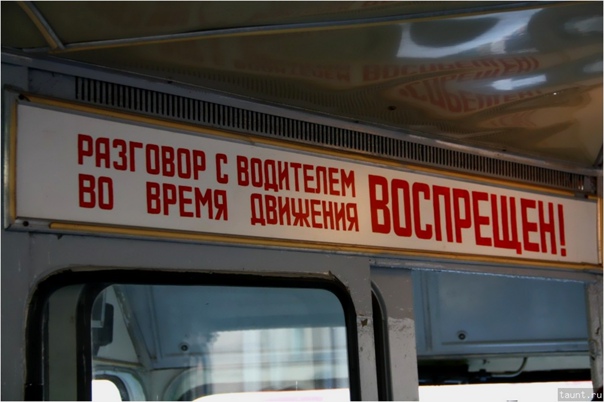 РАЗГОВОР С ВОДИТЕЛЕМ
ВО ВРЕМЯ ДВИЖЕНИЯ
ВОСПРЕЩЕН!
taunt.ru